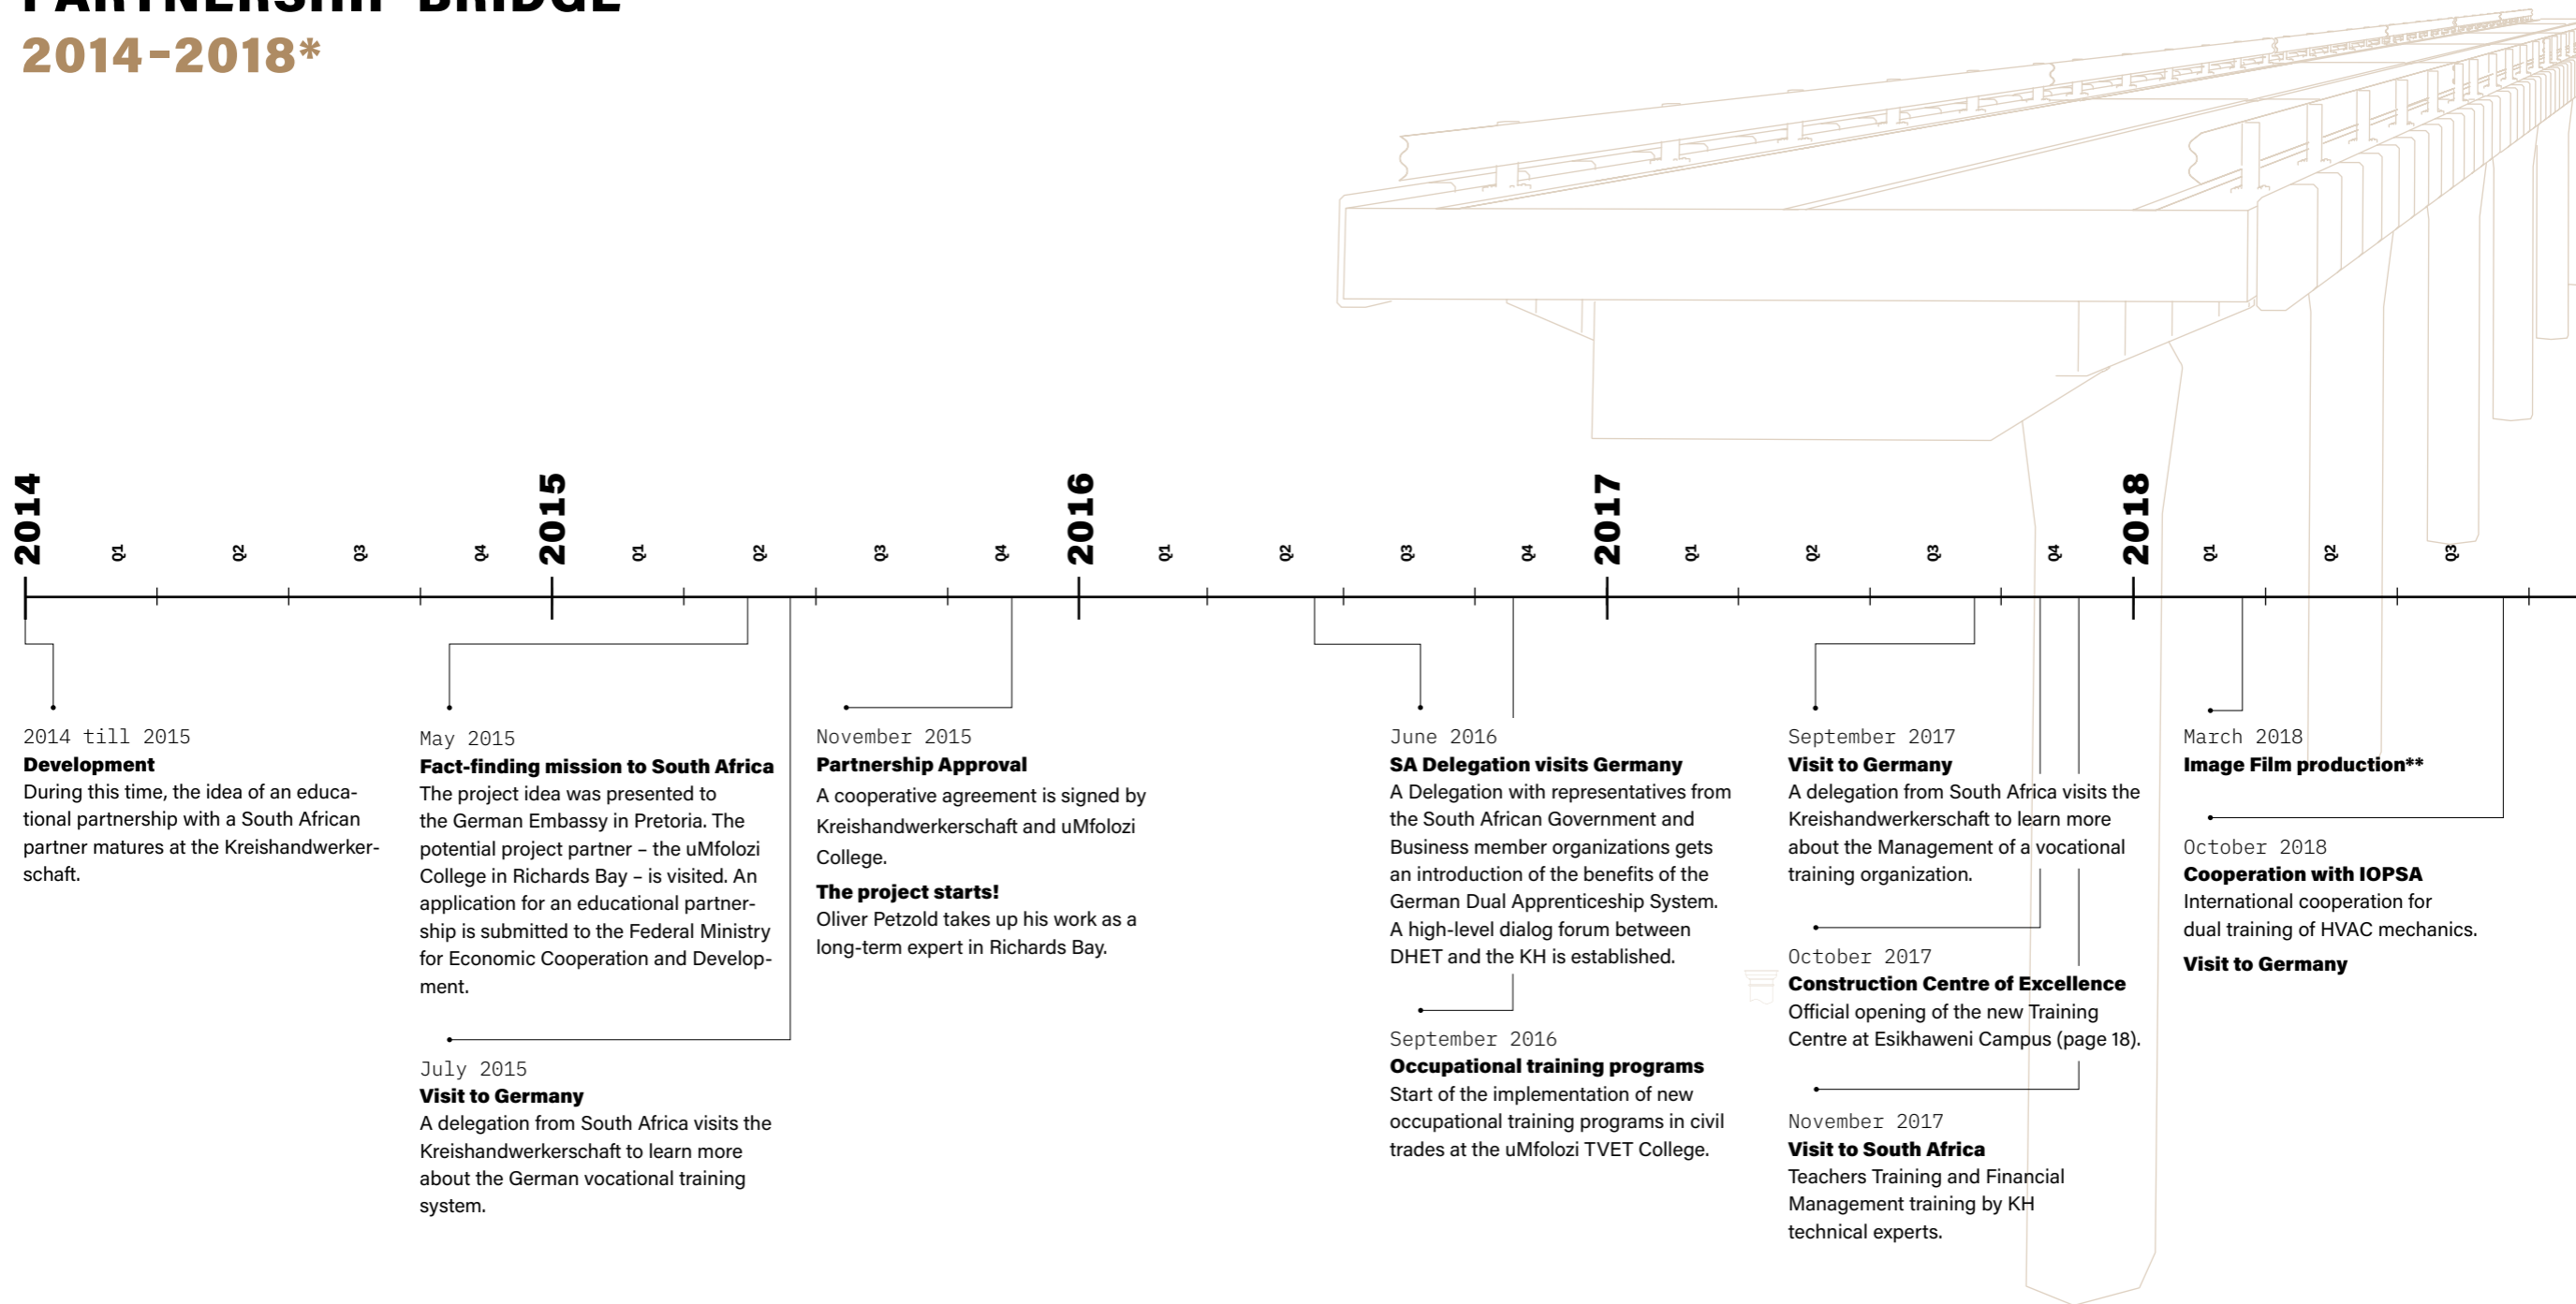 PARTNERSHIP BRIDGE
2014–2018*
2014
Q1
Q2
Q3
Q4
2015
Q1
Q2
Q3
Q4
2016
Q1
Q2
Q3
Q4
2017
Q1
Q2
Q3
Q4
2018
Q1
Q2
Q3
2014 till 2015
Development
During this time, the idea of an educa-
tional partnership with a South African
partner matures at the Kreishandwerker-
schaft.
May 2015
Fact-finding mission to South Africa
The project idea was presented to
the German Embassy in Pretoria. The
potential project partner – the uMfolozi
College in Richards Bay – is visited. An
application for an educational partner-
ship is submitted to the Federal Ministry
for Economic Cooperation and Develop-
ment.
July 2015
Visit to Germany
A delegation from South Africa visits the
Kreishandwerkerschaft to learn more
about the German vocational training
system.
November 2015
Partnership Approval
A cooperative agreement is signed by
Kreishandwerkerschaft and uMfolozi
College.
The project starts!
Oliver Petzold takes up his work as a
long-term expert in Richards Bay.
June 2016
SA Delegation visits Germany
A Delegation with representatives from
the South African Government and
Business member organizations gets
an introduction of the benefits of the
German Dual Apprenticeship System.
A high-level dialog forum between
DHET and the KH is established.
September 2016
Occupational training programs
Start of the implementation of new
occupational training programs in civil
trades at the uMfolozi TVET College.
September 2017
Visit to Germany
A delegation from South Africa visits the
Kreishandwerkerschaft to learn more
about the Management of a vocational
training organization.
October 2017
Construction Centre of Excellence
Official opening of the new Training
Centre at Esikhaweni Campus (page 18).
November 2017
Visit to South Africa
Teachers Training and Financial
Management training by KH
technical experts.
March 2018
Image Film production**
October 2018
Cooperation with IOPSA
International cooperation for
dual training of HVAC mechanics.
Visit to Germany